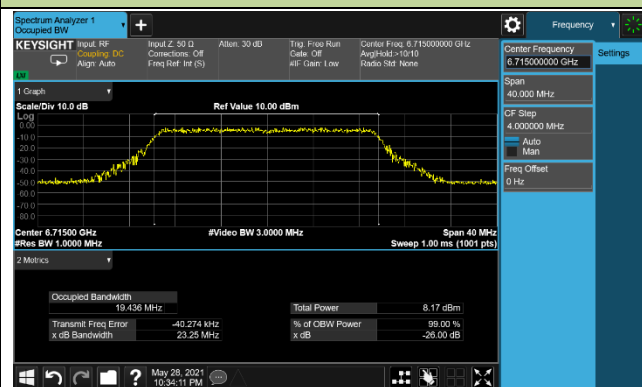 Spectrum Analyzer 1
Occupied BW
+
Frequency
KEYSIGHT
Input: RF
Coupling: DC
Align: Auto
Input Z: 50 Ω
Corrections: Off
Freq Ref: Int (S)
Atten: 30 dB
Trig: Free Run
Gate: Off
#IF Gain: Low
Center Freq: 6.715000000 GHz
Avg|Hold:>10/10
Radio Std: None
Center Frequency
6.715000000 GHz
Settings
Span
40.000 MHz
CF Step
4.000000 MHz
Auto
Man
Freq Offset
0 Hz
1 Graph
Scale/Div 10.0 dB
Ref Value 10.00 dBm
Log
0.00
-10.0
-20.0
-30.0
-40.0
-50.0
-60.0
-70.0
-80.0
Center 6.71500 GHz
#Video BW 3.0000 MHz
Span 40 MHz
#Res BW 1.0000 MHz
Sweep 1.00 ms (1001 pts)
2 Metrics
Occupied Bandwidth
19.436 MHz
Total Power
8.17 dBm
Transmit Freq Error
-40.274 kHz
% of OBW Power
99.00 %
x dB Bandwidth
23.25 MHz
x dB
-26.00 dB
?
May 28, 2021
10:34:11 PM